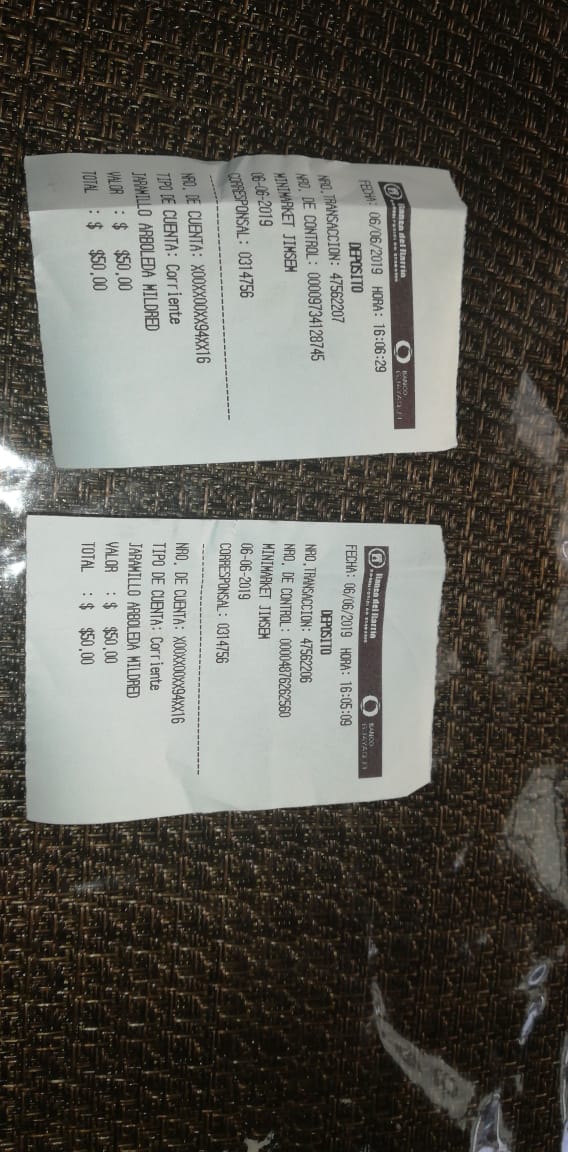 Banco del Barrio
BANCO
GUAYAQUIL
FECHA: 06/06/2019 HORA: 16:06:29
DEPOSITO
NRO.TRANSACCION: 47562207
NRO. DE CONTROL: 00009734128745
MINIMARKET JIMSEM
06-06-2019
CORRESPONSAL: 0314756
NRO. DE CUENTA: X00XX00XX94XX16
TIPO DE CUENTA: Corriente
JARAMILLO ARBOLEDA MILDRED
VALOR : $ $50,00
TOTAL : $ $50,00
Banco del Barrio
BANCO
GUAYAQUIL
FECHA: 06/06/2019 HORA: 16:05:09
DEPOSITO
NRO.TRANSACCION: 47562206
NRO. DE CONTROL: 00004876262560
MINIMARKET JIMSEM
06-06-2019
CORRESPONSAL: 0314756
NRO. DE CUENTA: X00XX00XX94XX16
TIPO DE CUENTA: Corriente
JARAMILLO ARBOLEDA MILDRED
VALOR : $ $50,00
TOTAL : $ $50,00